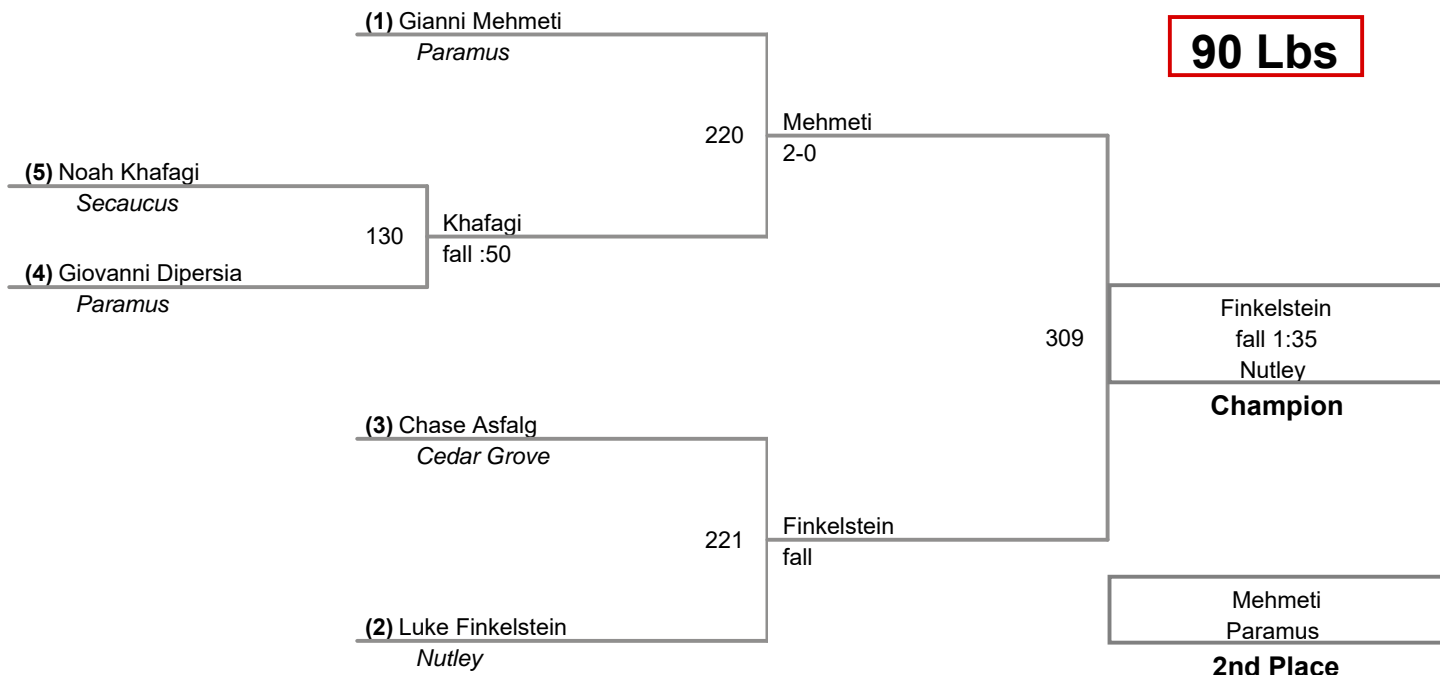 (1) Gianni Mehmeti
Paramus
90 Lbs
220
Mehmeti
2-0
(5) Noah Khafagi
Secaucus
130
Khafagi
fall :50
(4) Giovanni Dipersia
Paramus
309
Finkelstein
fall 1:35
Nutley
Champion
(3) Chase Asfalg
Cedar Grove
221
Finkelstein
fall
(2) Luke Finkelstein
Nutley
Mehmeti
Paramus
2nd Place